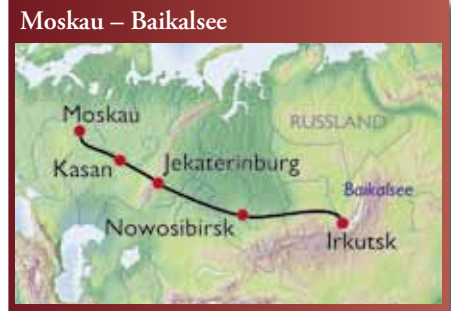 Moskau – Baikalsee
Moskau
RUSSLAND
Kasan
Jekaterinburg
Baikalsee
Nowosibirsk
Irkutsk